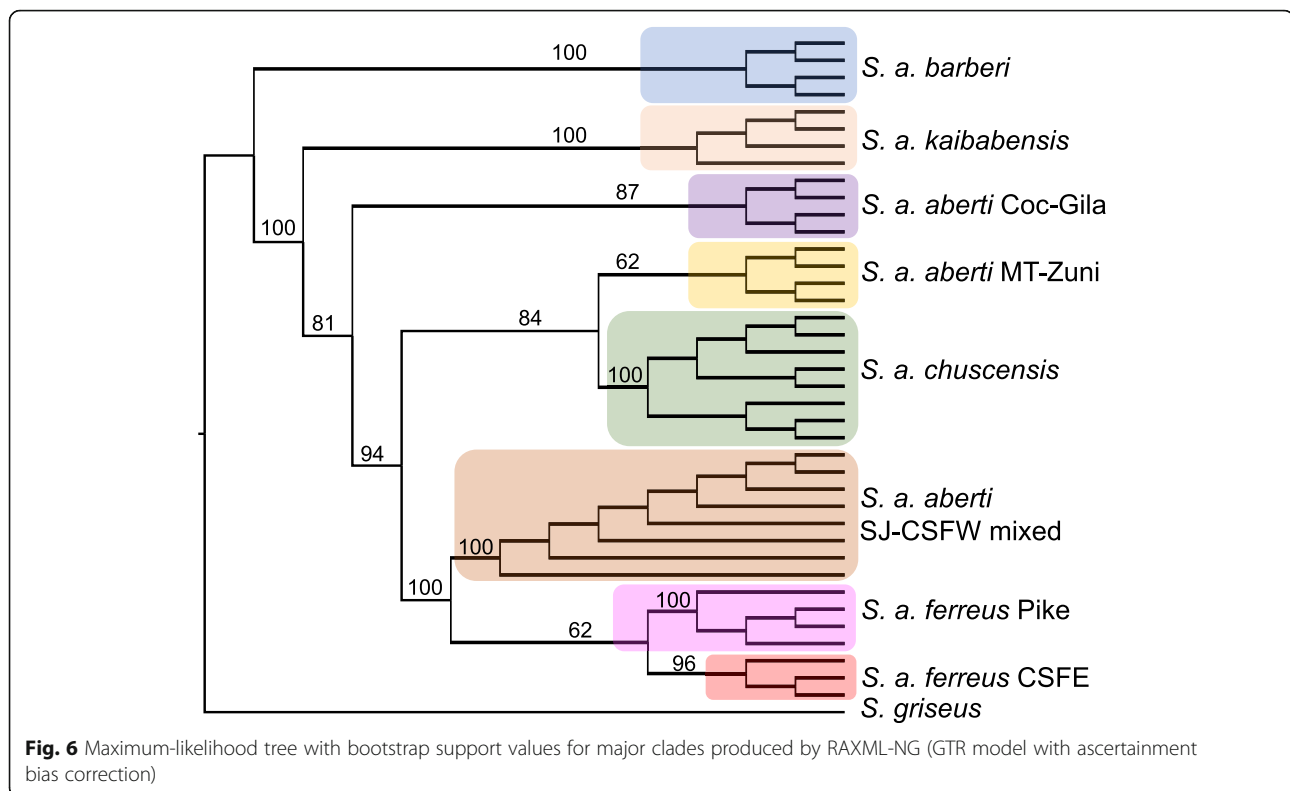 100
S. a. barberi
100
S. a. kaibabensis
87
S. a. aberti Coc-Gila
100
62
S. a. aberti MT-Zuni
81
84
100
S. a. chuscensis
94
S. a. aberti
SJ-CSFW mixed
100
100
100
S. a. ferreus Pike
62
96
S. a. ferreus CSFE
S. griseus
Fig. 6 Maximum-likelihood tree with bootstrap support values for major clades produced by RAXML-NG (GTR model with ascertainment
bias correction)